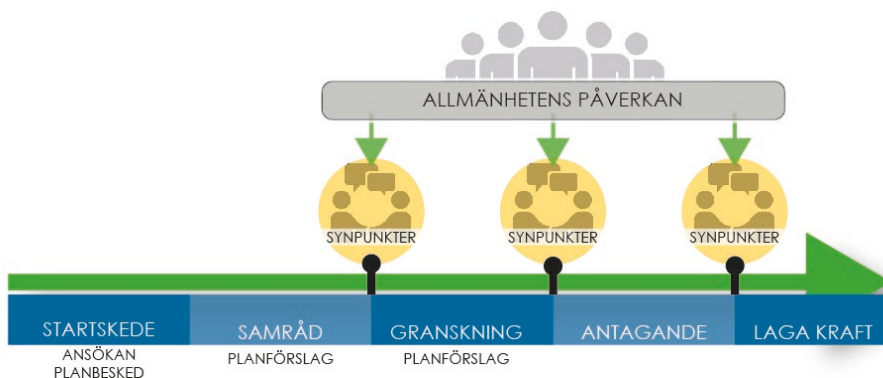 ALLMÄNHETENS PÅVERKAN
SYNPUNKTER
SYNPUNKTER
SYNPUNKTER
STARTSKEDE
SAMRÅD
GRANSKNING
ANTAGANDE
LAGA KRAFT
ANSÖKAN
PLANBESKED
PLANFÖRSLAG
PLANFÖRSLAG